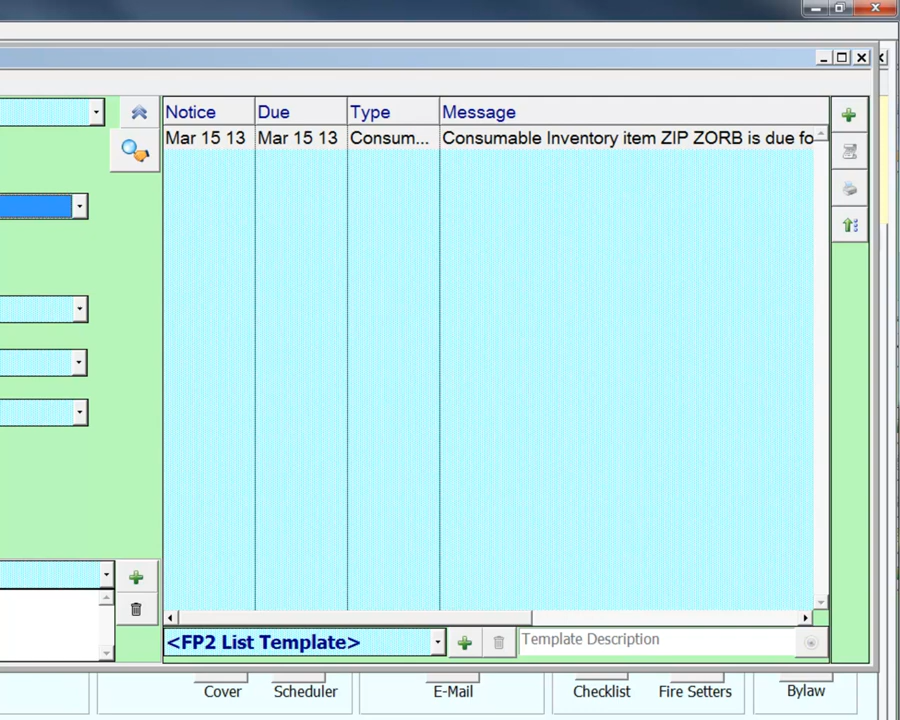 Notice Due Type Message
Mar 15 13 Mar 15 13 Consum... Consumable Inventory item ZIP ZORB is due fo
<FP2 List Template> Template Description
Cover Scheduler E-Mail Checklist Fire Setters Bylaw